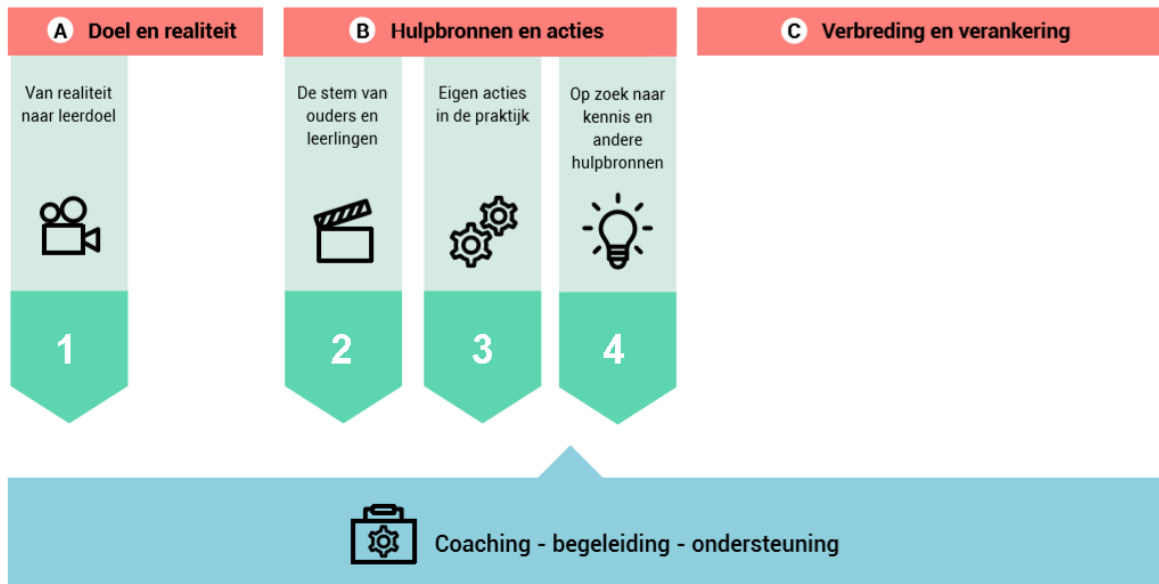 A Doel en realiteit
B Hulpbronnen en acties
C Verbreding en verankering
Van realiteit
naar leerdoel
De stem van
ouders en
leerlingen
Eigen acties
in de praktijk
Op zoek naar
kennis en
andere
hulpbronnen
1
2
3
4
Coaching - begeleiding - ondersteuning